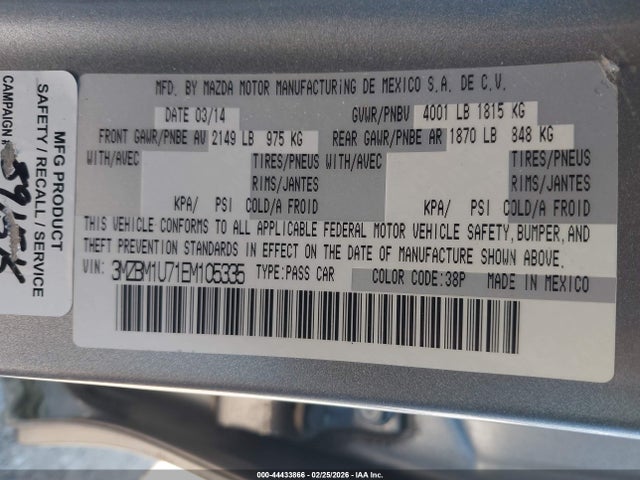 MFD. BY MAZDA MOTOR MANUFACTURING DE MEXICO S.A. DE C.V.
DATE 03/14 GVWR/PNBV 4001 LB 1815 KG
FRONT GAWR/PNBE AV 2149 LB 975 KG REAR GAWR/PNBE AR 1870 LB 848 KG
WITH/AVEC TIRES/PNEUS WITH/AVEC TIRES/PNEUS
RIMS/JANTES RIMS/JANTES
KPA/ PSI COLD/A FROID KPA/ PSI COLD/A FROID
THIS VEHICLE CONFORMS TO ALL APPLICABLE FEDERAL MOTOR VEHICLE SAFETY, BUMPER, AND
THEFT PREVENTION STANDARDS IN EFFECT ON THE DATE OF MANUFACTURE SHOWN ABOVE.
VIN: 3MZBM1U71EM105335 TYPE:PASS CAR COLOR CODE:38P MADE IN MEXICO
MFG PRODUCT
SAFETY / RECALL / SERVICE
CAMPAIGN
000-44433866 - 02/25/2026 - IAA Inc.